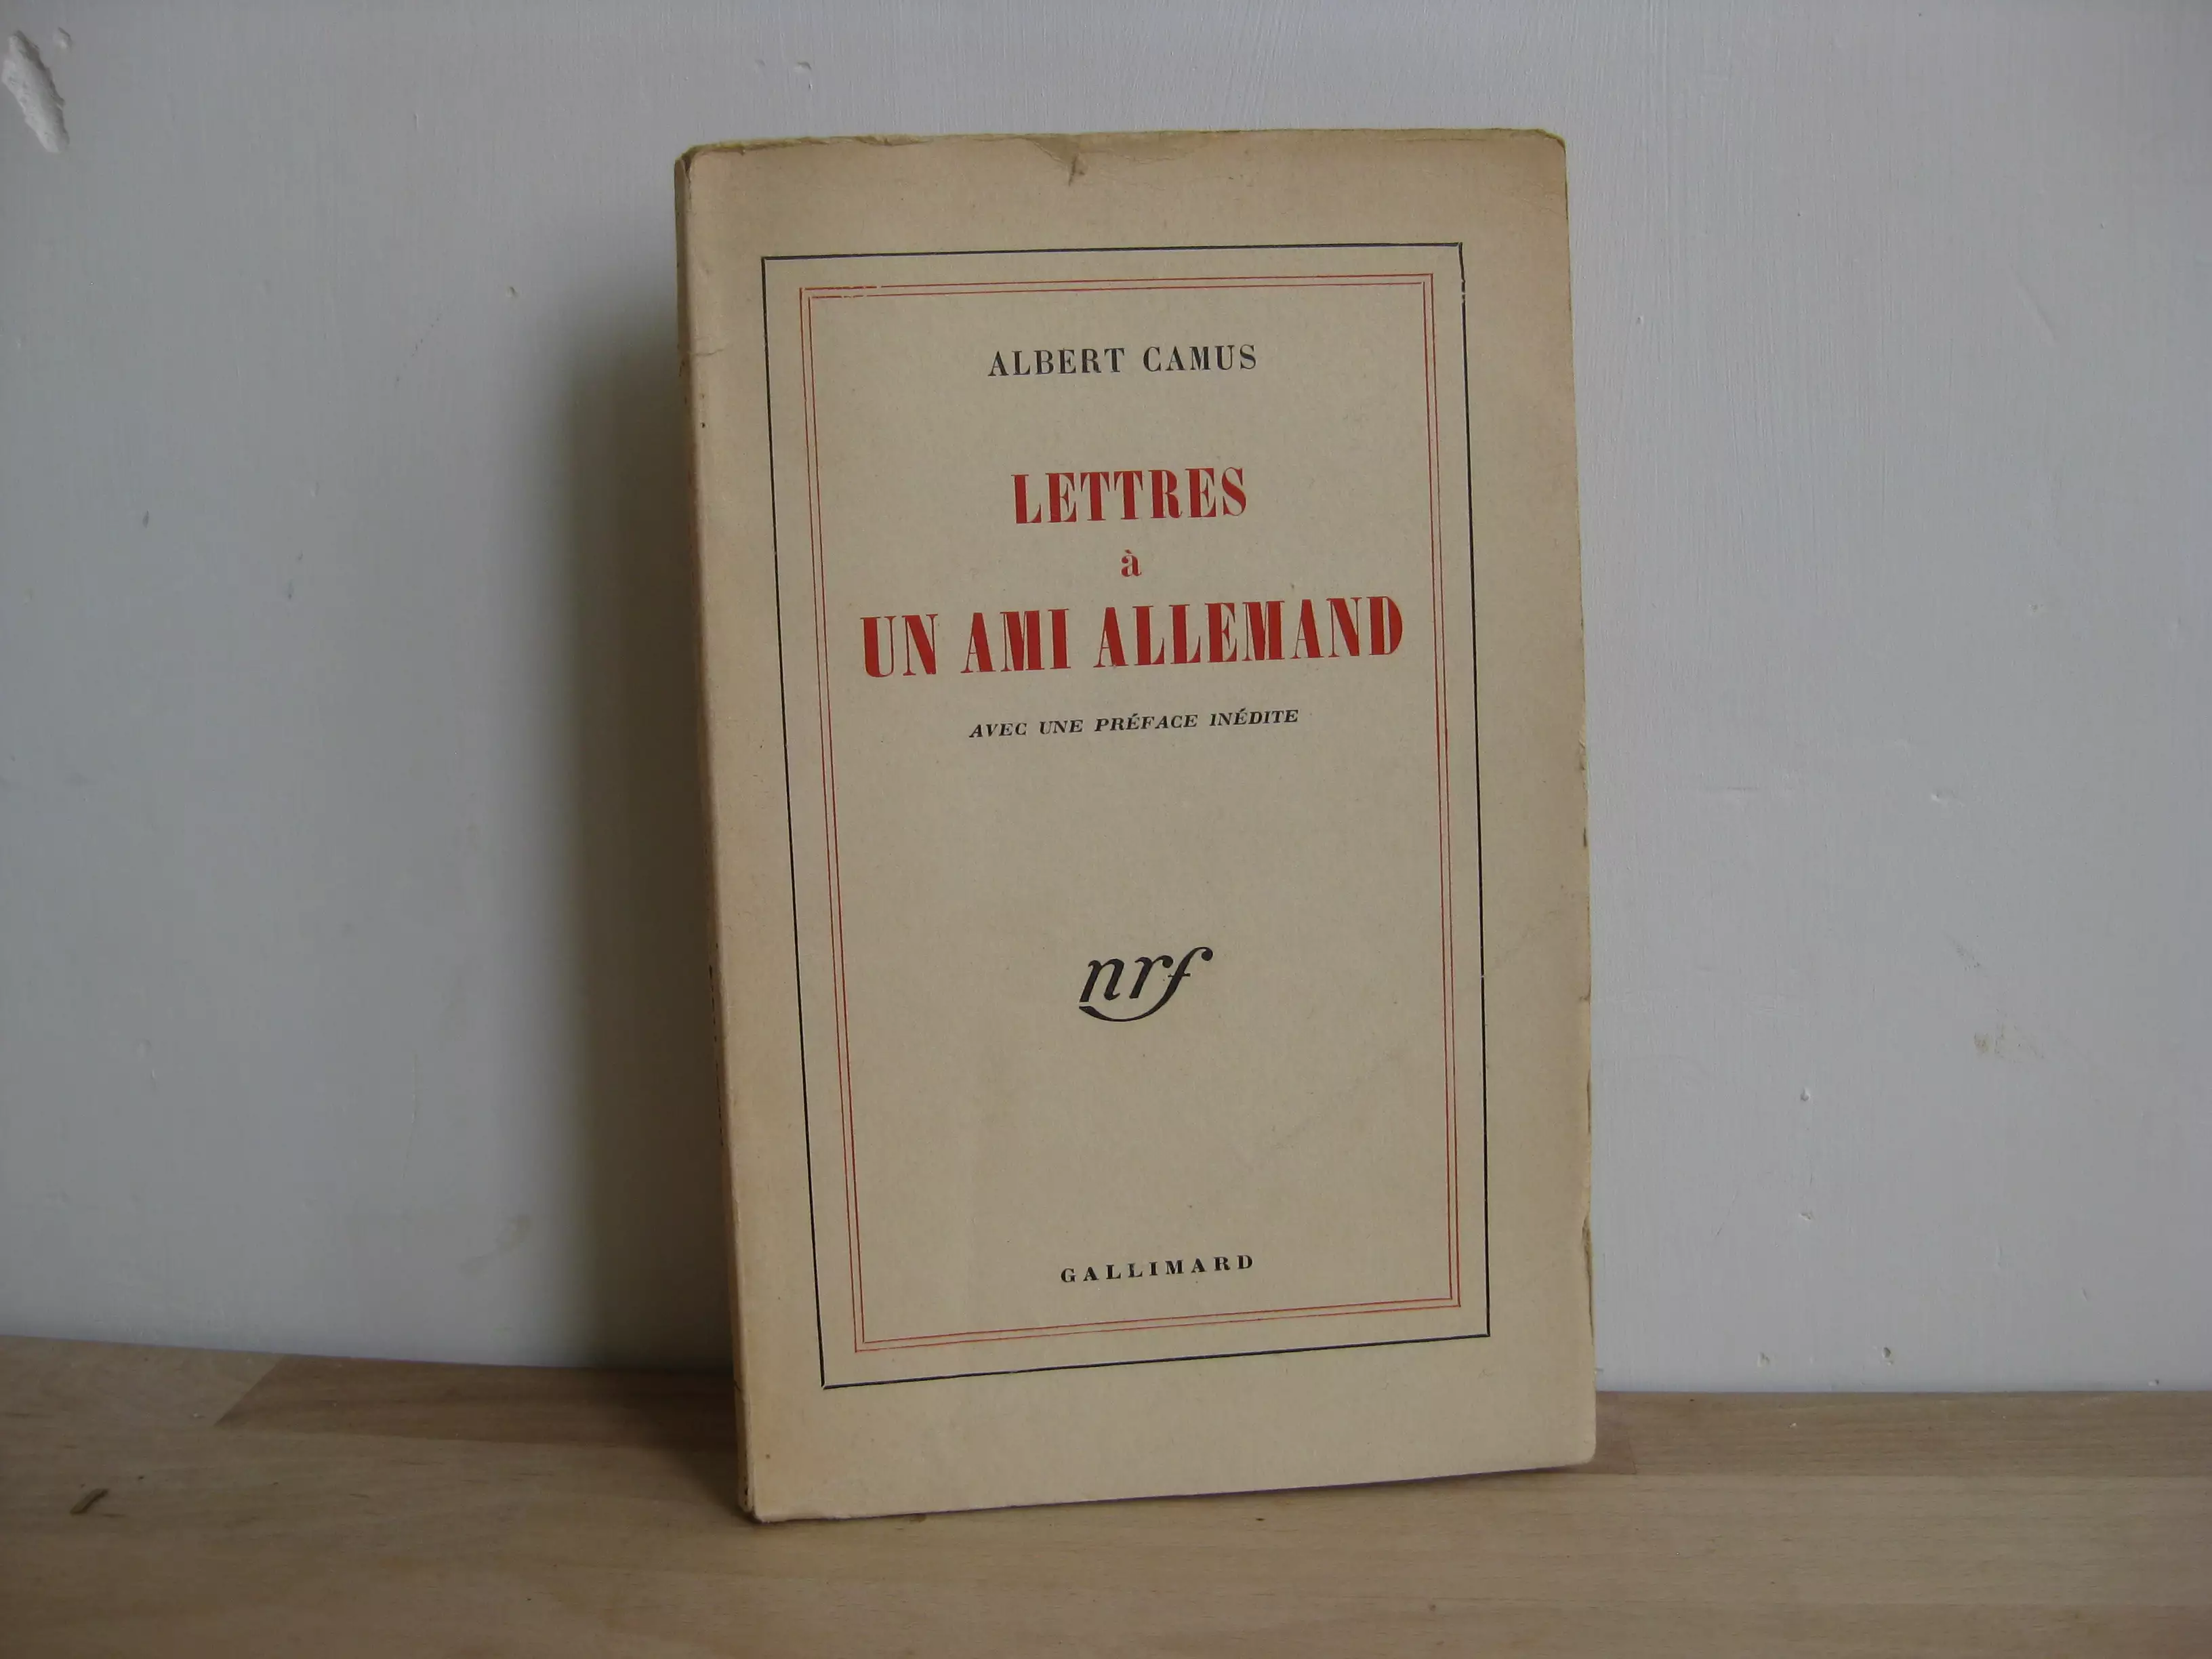 ALBERT CAMUS
LETTRES
à
UN AMI ALLEMAND
AVEC UNE PRÉFACE INÉDITE
nrf
GALLIMARD